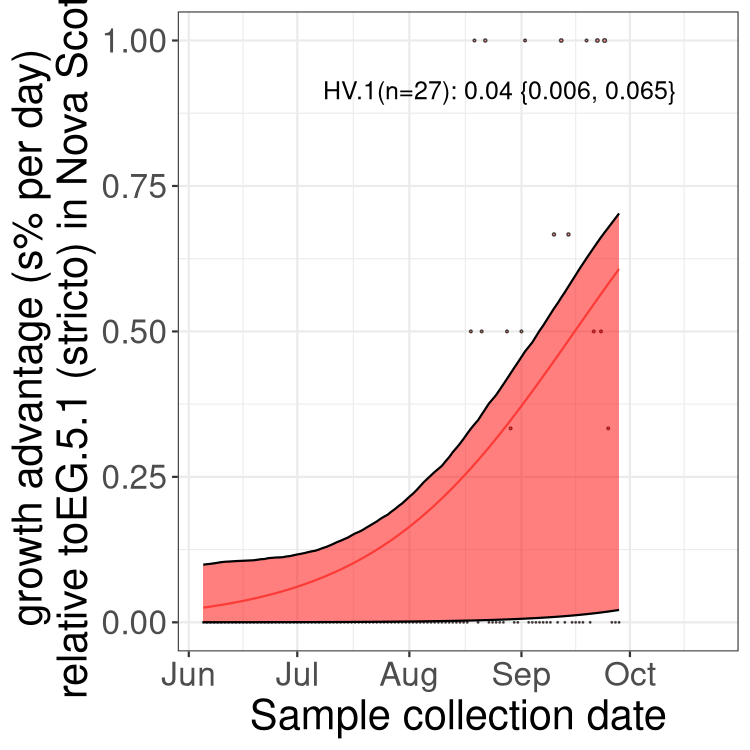 growth advantage (s% per day)
relative toEG.5.1 (stricto) in Nova Scot
1.00
0.75
0.50
0.25
0.00
HV.1(n=27): 0.04 {0.006, 0.065}
Jun Jul Aug Sep Oct
Sample collection date